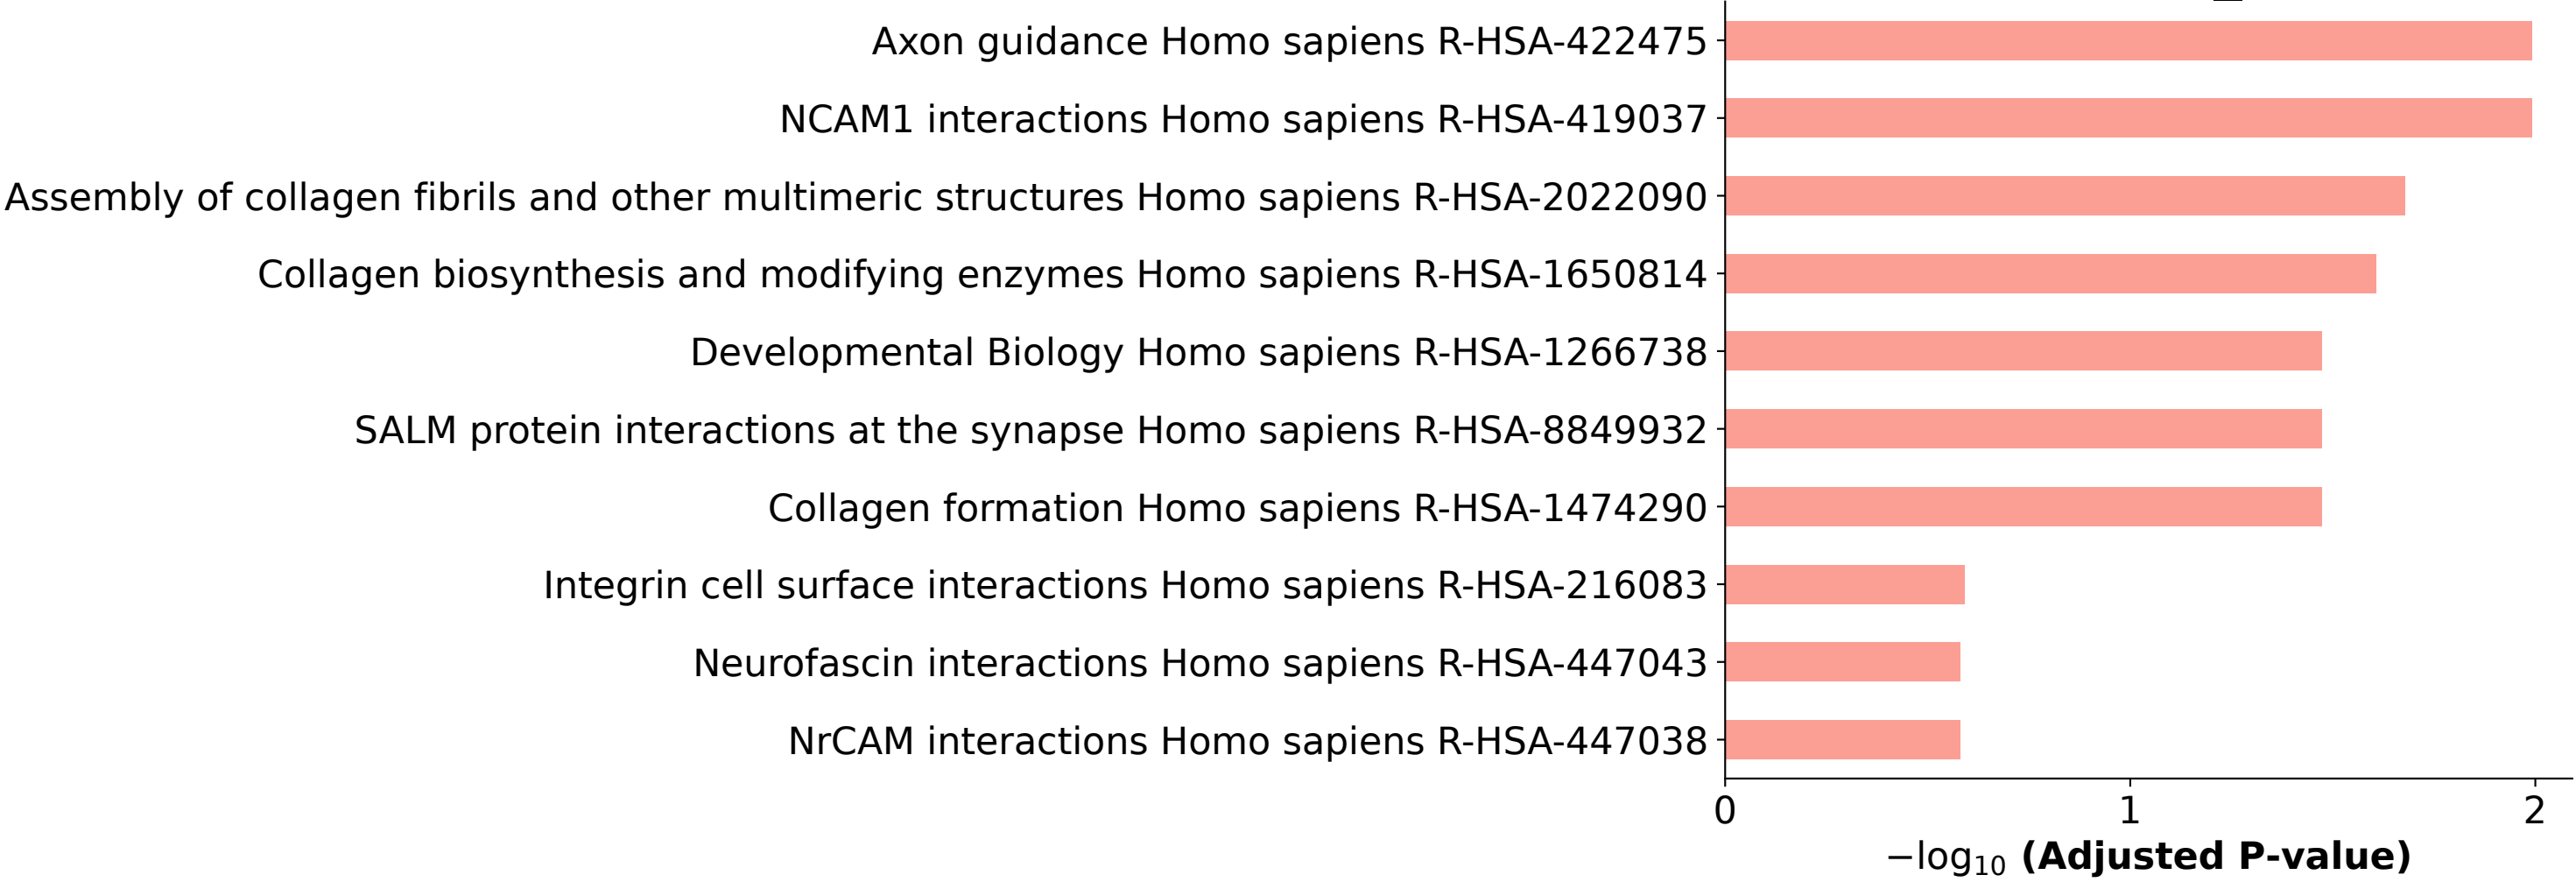 Axon guidance Homo sapiens R-HSA-422475
NCAM1 interactions Homo sapiens R-HSA-419037
Assembly of collagen fibrils and other multimeric structures Homo sapiens R-HSA-2022090
Collagen biosynthesis and modifying enzymes Homo sapiens R-HSA-1650814
Developmental Biology Homo sapiens R-HSA-1266738
SALM protein interactions at the synapse Homo sapiens R-HSA-8849932
Collagen formation Homo sapiens R-HSA-1474290
Integrin cell surface interactions Homo sapiens R-HSA-216083
Neurofascin interactions Homo sapiens R-HSA-447043
NrCAM interactions Homo sapiens R-HSA-447038
0 1 2
−log₁₀ (Adjusted P-value)